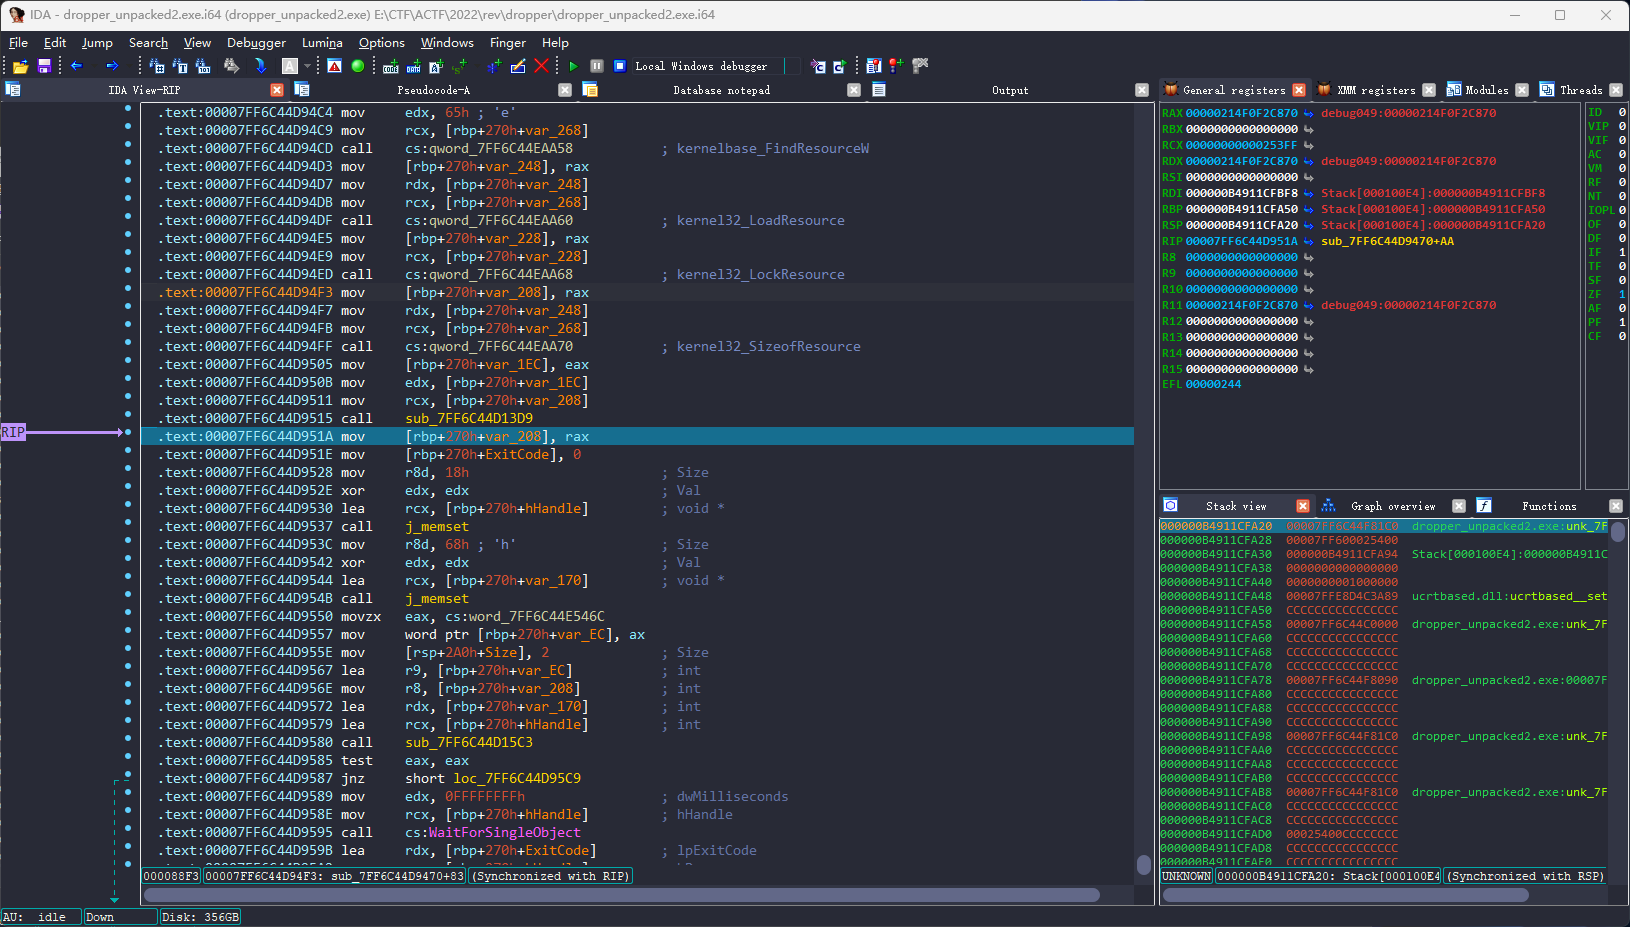 IDA - dropper_unpacked2.exe.i64 (dropper_unpacked2.exe) E:\CTF\ACTF\2022\rev\dropper\dropper_unpacked2.exe.i64
File Edit Jump Search View Debugger Lumina Options Windows Finger Help
Local Windows debugger
IDA View-RIP Pseudocode-A Database notepad Output
.text:00007FF6C44D94C4 mov edx, 65h ; 'e'
.text:00007FF6C44D94C9 mov rcx, [rbp+270h+var_268]
.text:00007FF6C44D94CD call cs:qword_7FF6C44EAA58 ; kernelbase_FindResourceW
.text:00007FF6C44D94D3 mov [rbp+270h+var_248], rax
.text:00007FF6C44D94D7 mov rdx, [rbp+270h+var_248]
.text:00007FF6C44D94DB mov rcx, [rbp+270h+var_268]
.text:00007FF6C44D94DF call cs:qword_7FF6C44EAA60 ; kernel32_LoadResource
.text:00007FF6C44D94E5 mov [rbp+270h+var_228], rax
.text:00007FF6C44D94E9 mov rcx, [rbp+270h+var_228]
.text:00007FF6C44D94ED call cs:qword_7FF6C44EAA68 ; kernel32_LockResource
.text:00007FF6C44D94F3 mov [rbp+270h+var_208], rax
.text:00007FF6C44D94F7 mov rdx, [rbp+270h+var_248]
.text:00007FF6C44D94FB mov rcx, [rbp+270h+var_268]
.text:00007FF6C44D94FF call cs:qword_7FF6C44EAA70 ; kernel32_SizeofResource
.text:00007FF6C44D9505 mov [rbp+270h+var_1EC], eax
.text:00007FF6C44D950B mov edx, [rbp+270h+var_1EC]
.text:00007FF6C44D9511 mov rcx, [rbp+270h+var_208]
.text:00007FF6C44D9515 call sub_7FF6C44D13D9
RIP
.text:00007FF6C44D951A mov [rbp+270h+var_208], rax
.text:00007FF6C44D951E mov [rbp+270h+ExitCode], 0
.text:00007FF6C44D9528 mov r8d, 18h ; Size
.text:00007FF6C44D952E xor edx, edx ; Val
.text:00007FF6C44D9530 lea rcx, [rbp+270h+hHandle] ; void *
.text:00007FF6C44D9537 call j_memset
.text:00007FF6C44D953C mov r8d, 68h ; 'h' ; Size
.text:00007FF6C44D9542 xor edx, edx ; Val
.text:00007FF6C44D9544 lea rcx, [rbp+270h+var_170] ; void *
.text:00007FF6C44D954B call j_memset
.text:00007FF6C44D9550 movzx eax, cs:word_7FF6C44E546C
.text:00007FF6C44D9557 mov word ptr [rbp+270h+var_EC], ax
.text:00007FF6C44D955E mov [rsp+2A0h+Size], 2 ; Size
.text:00007FF6C44D9567 lea r9, [rbp+270h+var_EC] ; int
.text:00007FF6C44D956E mov r8, [rbp+270h+var_208] ; int
.text:00007FF6C44D9572 lea rdx, [rbp+270h+var_170] ; int
.text:00007FF6C44D9579 lea rcx, [rbp+270h+hHandle] ; int
.text:00007FF6C44D9580 call sub_7FF6C44D15C3
.text:00007FF6C44D9585 test eax, eax
.text:00007FF6C44D9587 jnz short loc_7FF6C44D95C9
.text:00007FF6C44D9589 mov edx, 0FFFFFFFFh ; dwMilliseconds
.text:00007FF6C44D958E mov rcx, [rbp+270h+hHandle] ; hHandle
.text:00007FF6C44D9595 call cs:WaitForSingleObject
.text:00007FF6C44D959B lea rdx, [rbp+270h+ExitCode] ; lpExitCode
000088F3 00007FF6C44D94F3: sub_7FF6C44D9470+83 (Synchronized with RIP)
General registers XMM registers Modules Threads
RAX 00000214F0F2C870 debug049:00000214F0F2C870
RBX 0000000000000000
RCX 00000000000253FF
RDX 00000214F0F2C870 debug049:00000214F0F2C870
RSI 0000000000000000
RDI 000000B4911CFBF8 Stack[000100E4]:000000B4911CFBF8
RBP 000000B4911CFA50 Stack[000100E4]:000000B4911CFA50
RSP 000000B4911CFA20 Stack[000100E4]:000000B4911CFA20
RIP 00007FF6C44D951A sub_7FF6C44D9470+AA
R8 0000000000000000
R9 0000000000000000
R10 0000000000000000
R11 00000214F0F2C870 debug049:00000214F0F2C870
R12 0000000000000000
R13 0000000000000000
R14 0000000000000000
R15 0000000000000000
EFL 00000244
ID 0
VIP 0
VIF 0
AC 0
VM 0
RF 0
NT 0
IOPL 0
OF 0
DF 0
IF 1
TF 0
SF 0
ZF 1
AF 0
PF 1
CF 0
Stack view Graph overview Functions
000000B4911CFA20 00007FF6C44F81C0 dropper_unpacked2.exe:unk_7F
000000B4911CFA28 00007FF600025400
000000B4911CFA30 000000B4911CFA94 Stack[000100E4]:000000B4911C
000000B4911CFA38 0000000000000000
000000B4911CFA40 0000000001000000
000000B4911CFA48 00007FFE8D4C3A89 ucrtbased.dll:ucrtbased__set
000000B4911CFA50 CCCCCCCCCCCCCCCC
000000B4911CFA58 00007FF6C44C0000 dropper_unpacked2.exe:unk_7F
000000B4911CFA60 CCCCCCCCCCCCCCCC
000000B4911CFA68 CCCCCCCCCCCCCCCC
000000B4911CFA70 CCCCCCCCCCCCCCCC
000000B4911CFA78 00007FF6C44F8090 dropper_unpacked2.exe:00007F
000000B4911CFA80 CCCCCCCCCCCCCCCC
000000B4911CFA88 CCCCCCCCCCCCCCCC
000000B4911CFA90 CCCCCCCCCCCCCCCC
000000B4911CFA98 00007FF6C44F81C0 dropper_unpacked2.exe:unk_7F
000000B4911CFAA0 CCCCCCCCCCCCCCCC
000000B4911CFAA8 CCCCCCCCCCCCCCCC
000000B4911CFAB0 CCCCCCCCCCCCCCCC
000000B4911CFAB8 00007FF6C44F81C0 dropper_unpacked2.exe:unk_7F
000000B4911CFAC0 CCCCCCCCCCCCCCCC
000000B4911CFAC8 CCCCCCCCCCCCCCCC
000000B4911CFAD0 00025400CCCCCCCC
000000B4911CFAD8 CCCCCCCCCCCCCCCC
000000B4911CFAE0 CCCCCCCCCCCCCCCC
UNKNOWN 000000B4911CFA20: Stack[000100E4 (Synchronized with RSP)
AU: idle Down Disk: 356GB